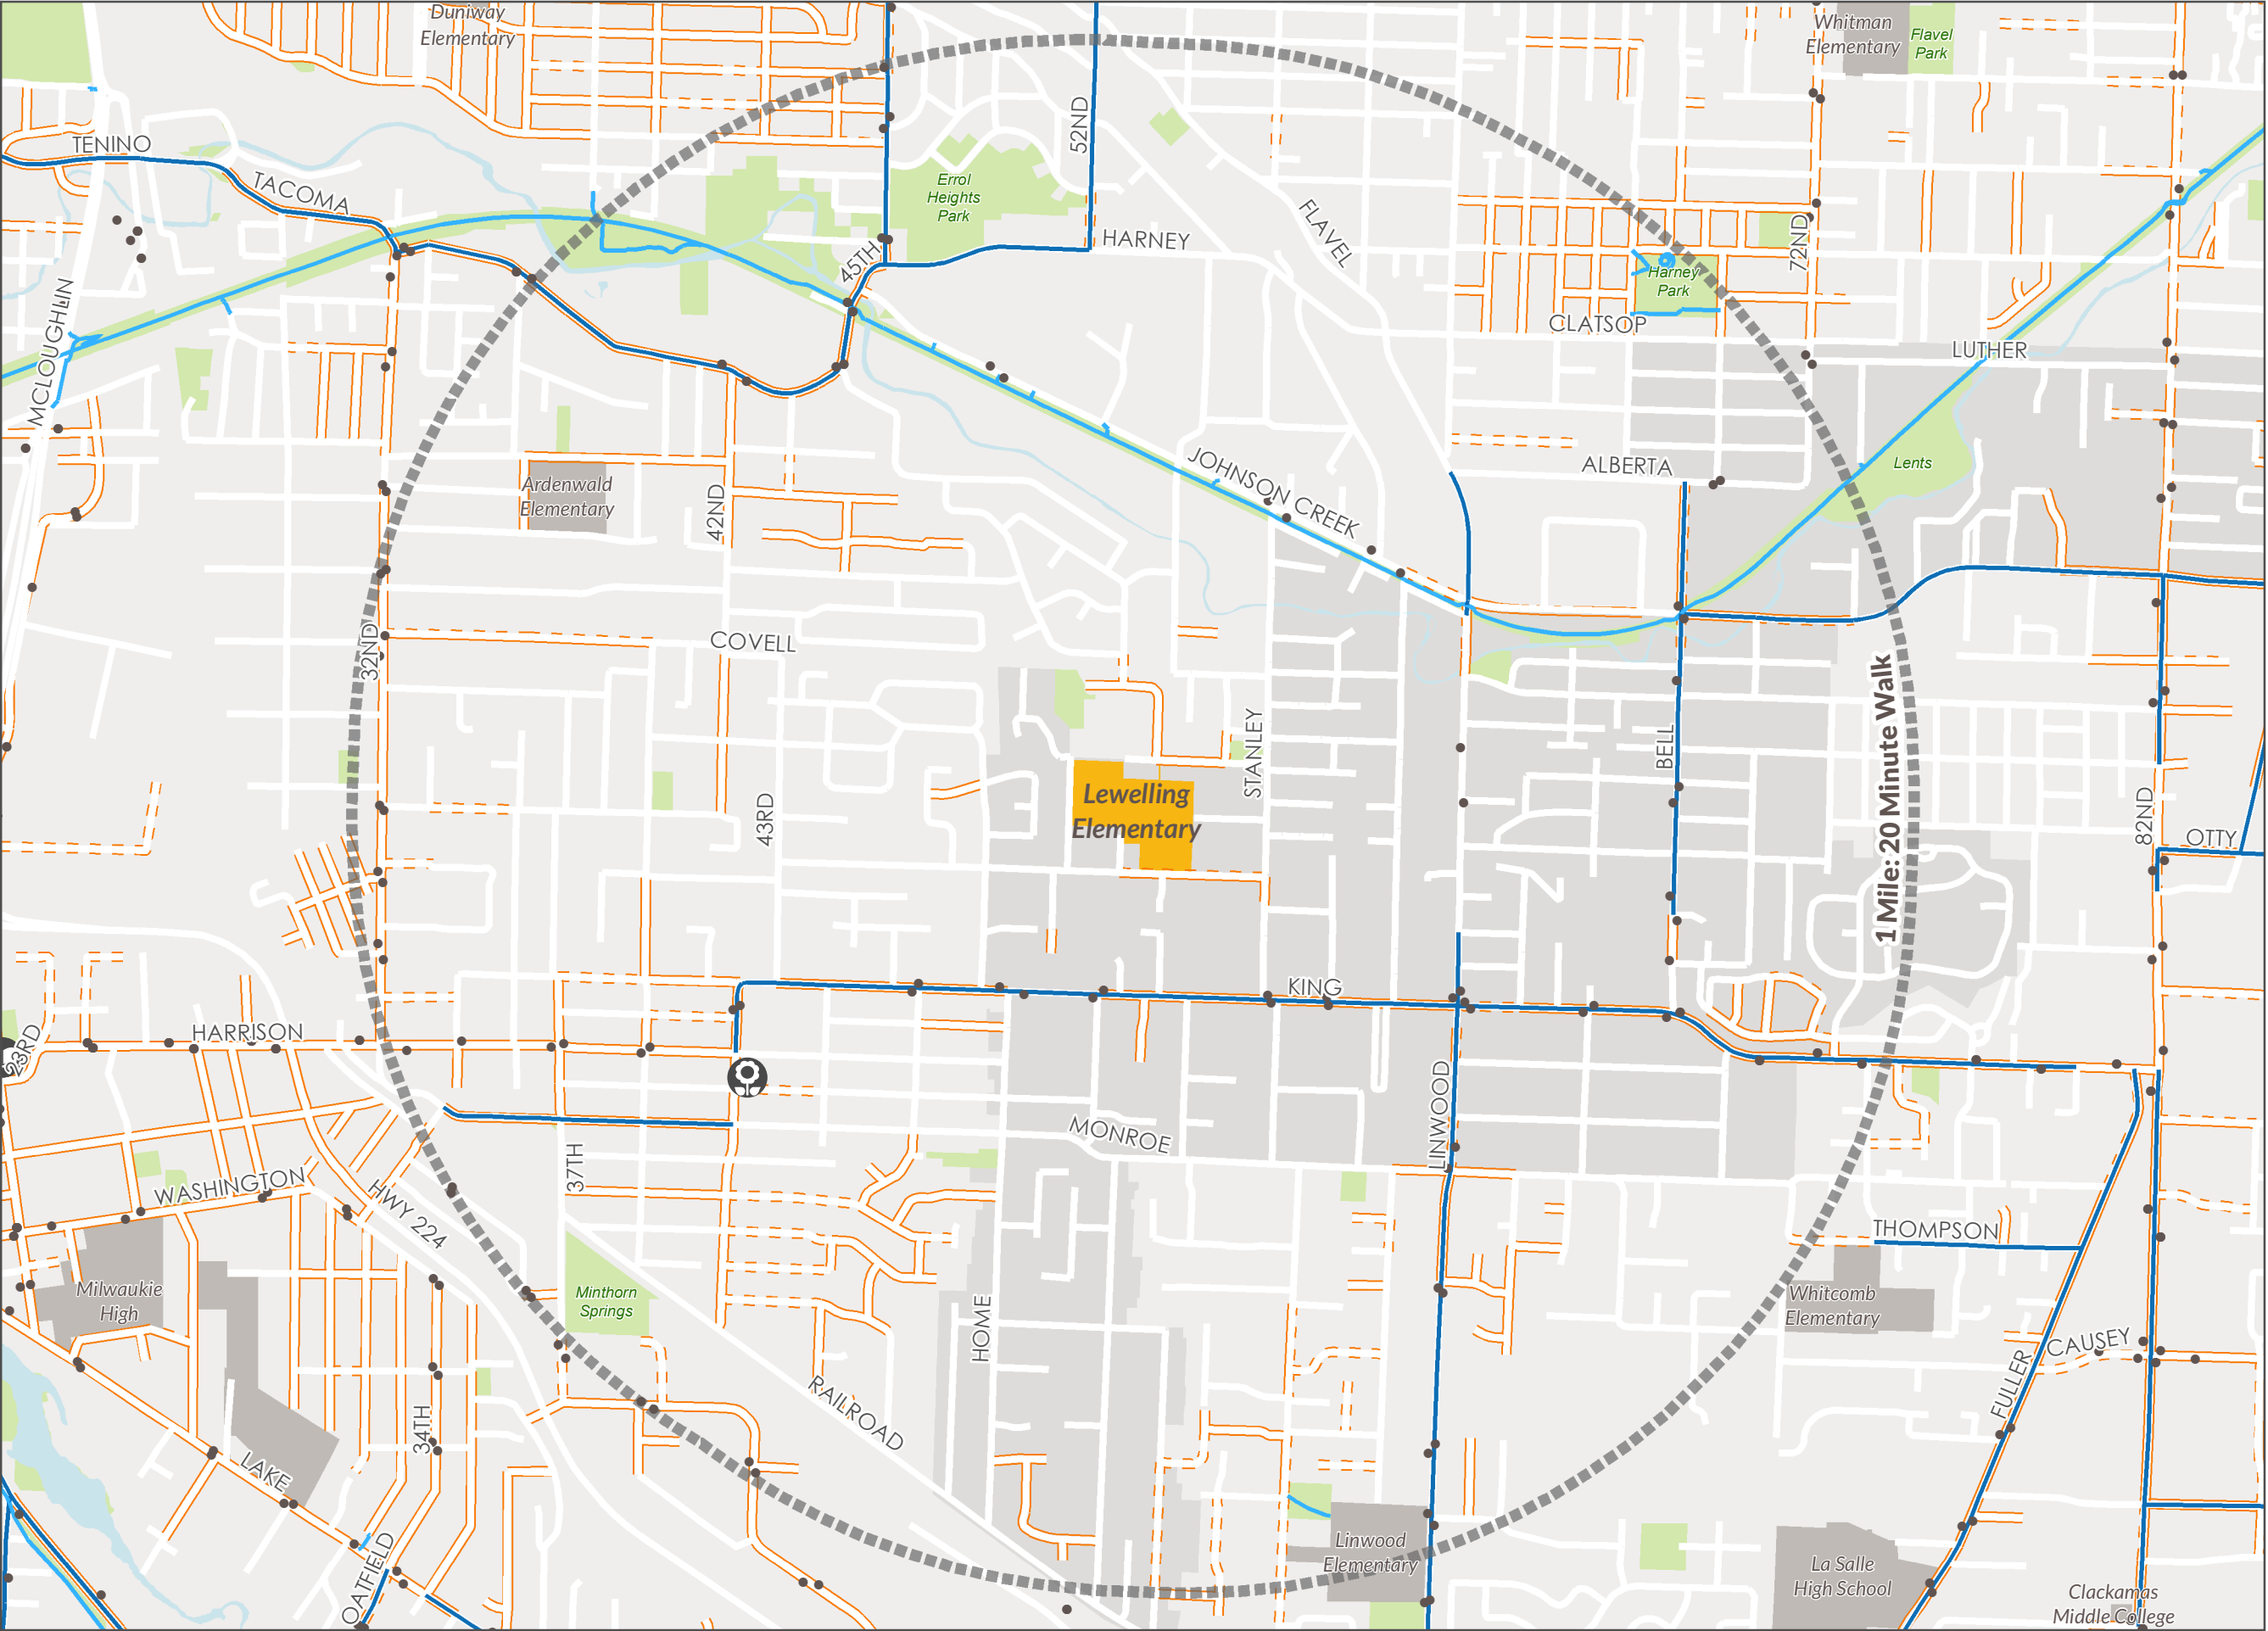 Duniway
Elementary
Whitman
Elementary
Flavel
Park
TENINO
52ND
TACOMA
Errol
Heights
Park
FLAVEL
72ND
HARNEY
45TH
Harney
Park
MCLOUGHLIN
CLATSOP
LUTHER
JOHNSON CREEK
ALBERTA
Lents
Ardenwald
Elementary
42ND
32ND
COVELL
1 Mile: 20 Minute Walk
STANLEY
BELL
43RD
Lewelling
Elementary
82ND
OTTY
KING
HARRISON
23RD
LINWOOD
MONROE
37TH
WASHINGTON
HWY 224
THOMPSON
Milwaukie
High
Minthorn
Springs
HOME
Whitcomb
Elementary
CAUSEY
FULLER
RAILROAD
34TH
LAKE
OATFIELD
Linwood
Elementary
La Salle
High School
Clackamas
Middle College